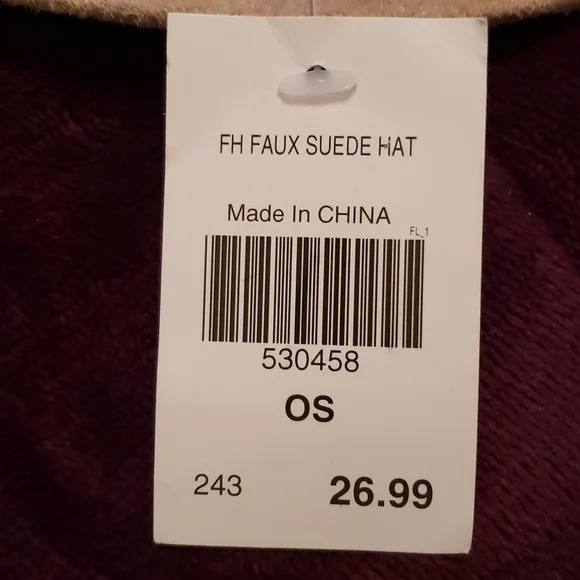 FH FAUX SUEDE HAT
Made In CHINA
FL_1
530458
OS
243 26.99